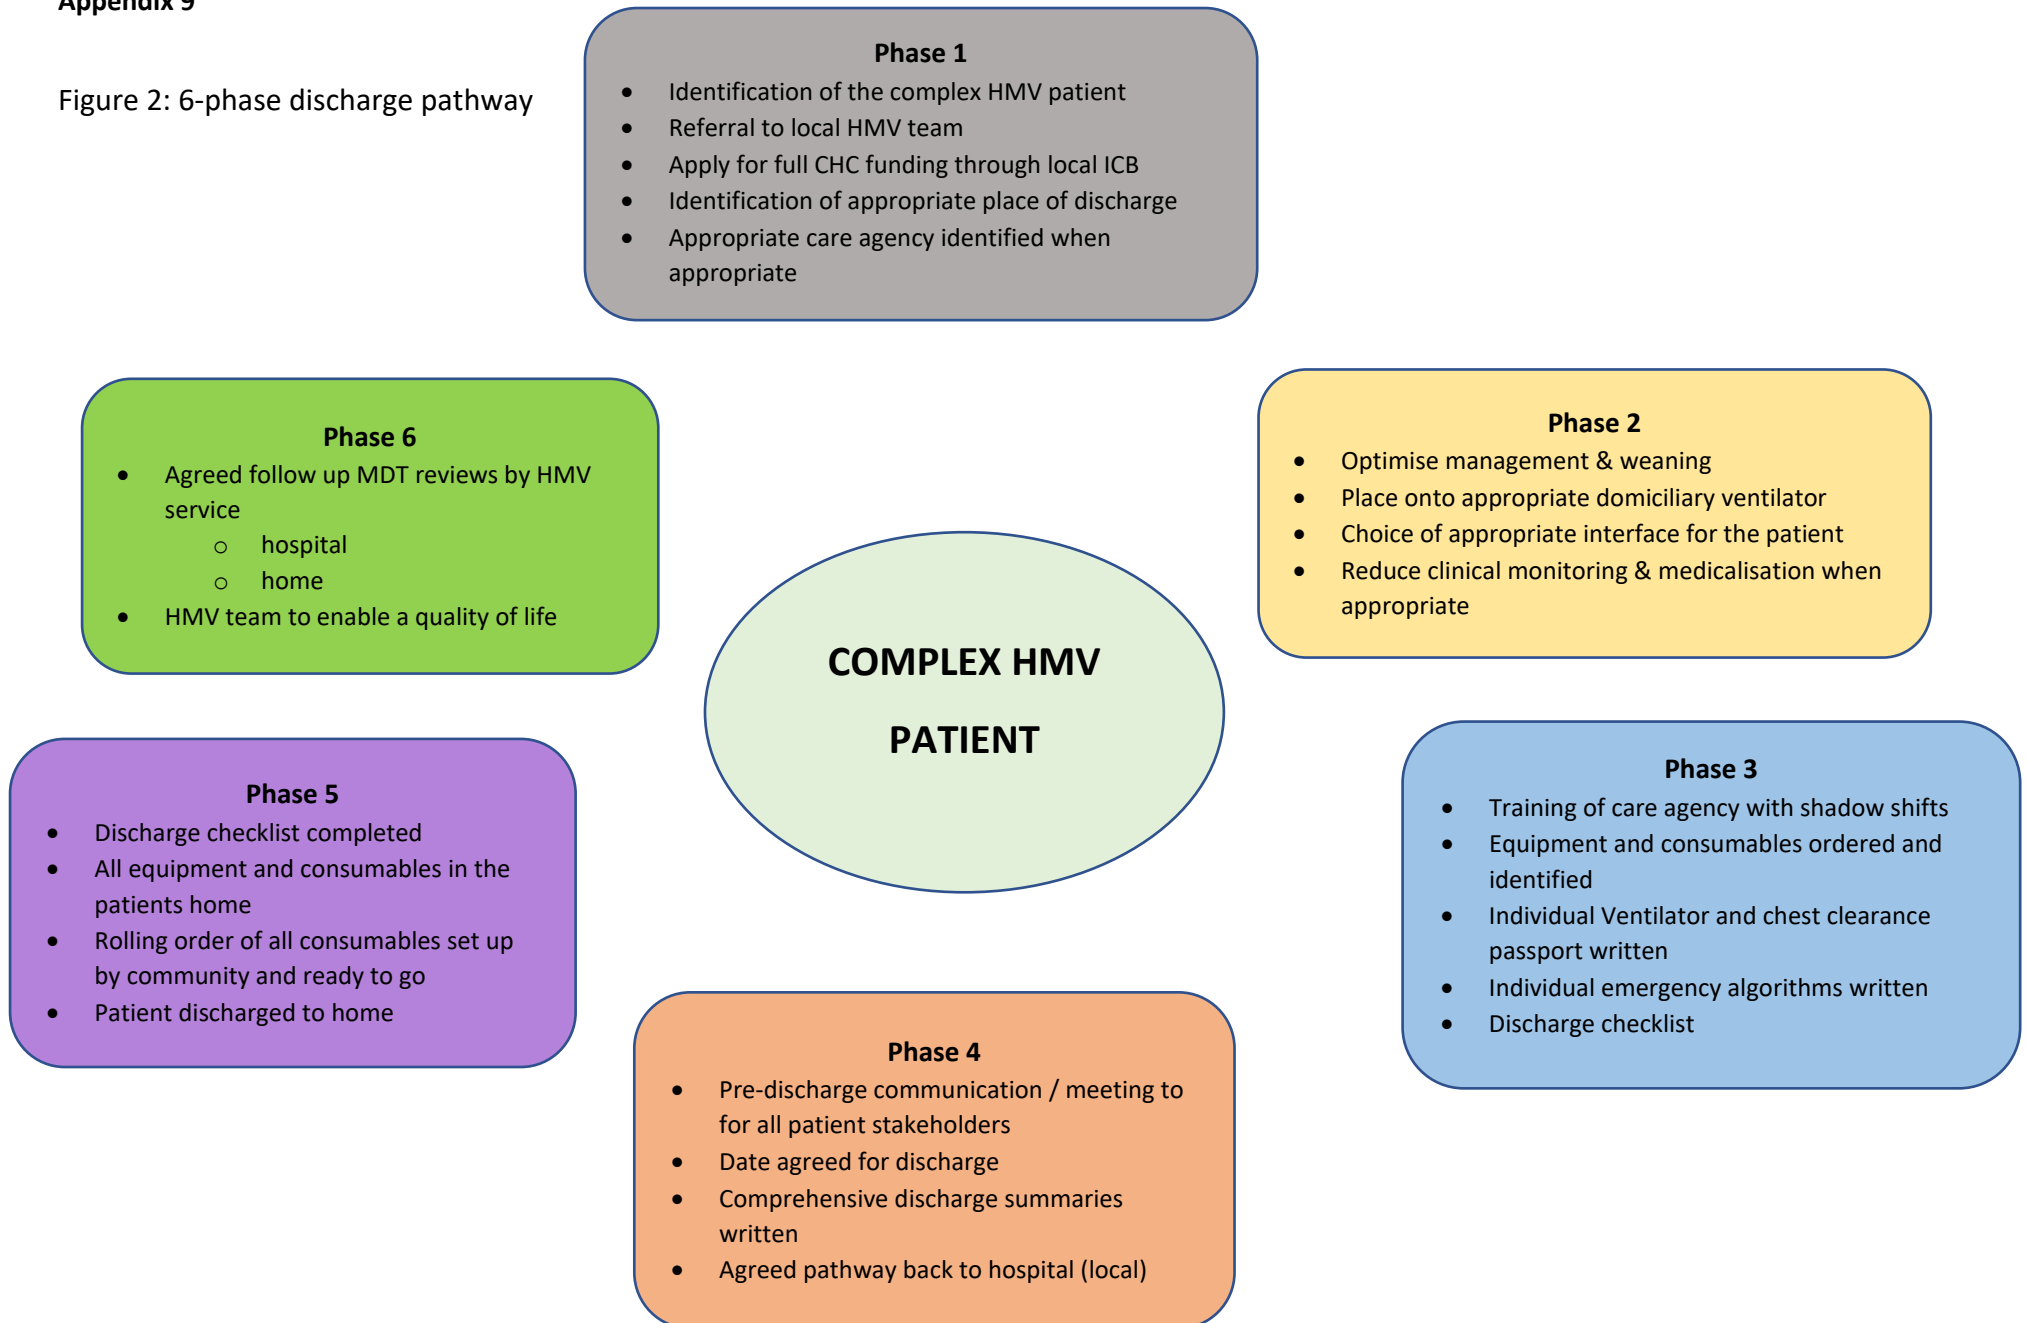 Appendix 9
Figure 2: 6-phase discharge pathway
Phase 1
• Identification of the complex HMV patient
• Referral to local HMV team
• Apply for full CHC funding through local ICB
• Identification of appropriate place of discharge
• Appropriate care agency identified when
appropriate
Phase 2
• Optimise management & weaning
• Place onto appropriate domiciliary ventilator
• Choice of appropriate interface for the patient
• Reduce clinical monitoring & medicalisation when
appropriate
Phase 3
• Training of care agency with shadow shifts
• Equipment and consumables ordered and
identified
• Individual Ventilator and chest clearance
passport written
• Individual emergency algorithms written
• Discharge checklist
Phase 4
• Pre-discharge communication / meeting to
for all patient stakeholders
• Date agreed for discharge
• Comprehensive discharge summaries
written
• Agreed pathway back to hospital (local)
Phase 5
• Discharge checklist completed
• All equipment and consumables in the
patients home
• Rolling order of all consumables set up
by community and ready to go
• Patient discharged to home
Phase 6
• Agreed follow up MDT reviews by HMV
service
o hospital
o home
• HMV team to enable a quality of life
COMPLEX HMV
PATIENT